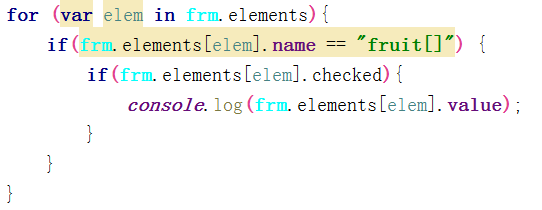 for (var elem in frm.elements){
    if(frm.elements[elem].name == "fruit[]") {
        if(frm.elements[elem].checked){
            console.log(frm.elements[elem].value);
        }
    }
}